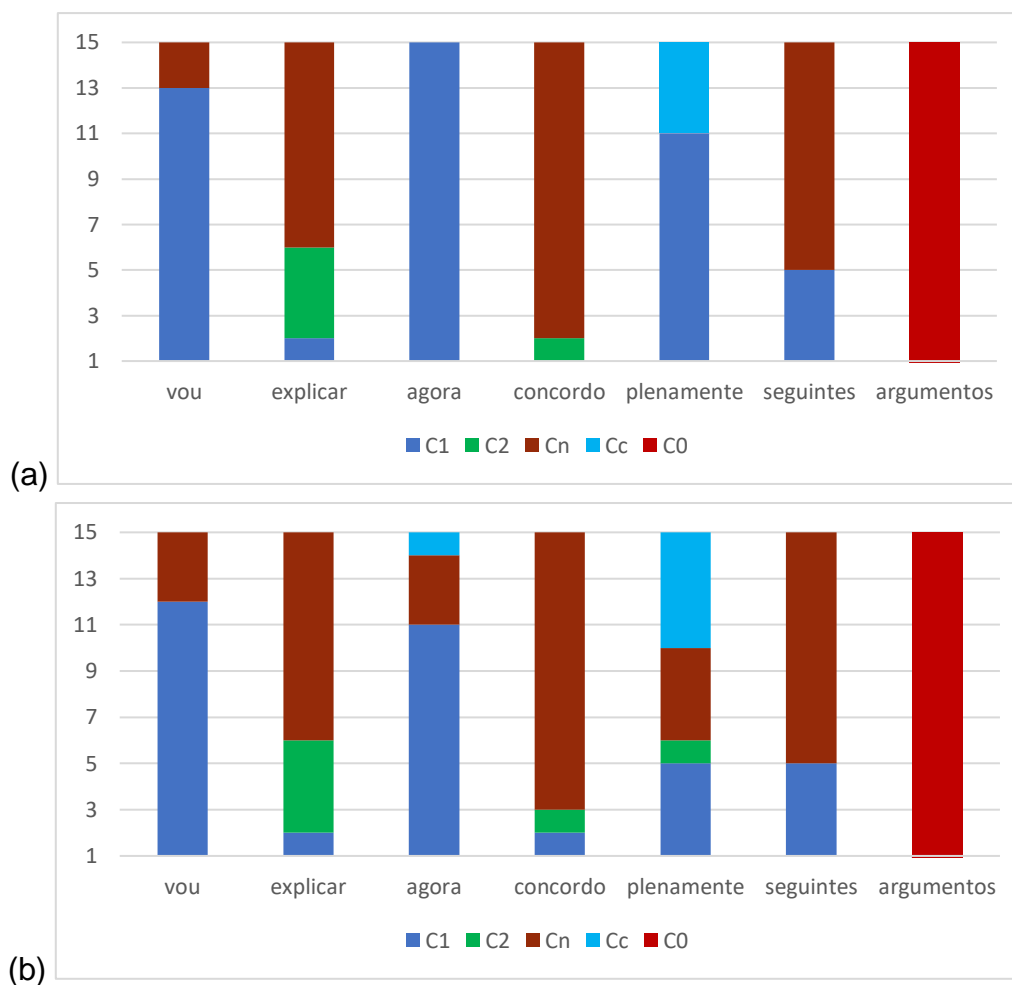 15
13
11
9
7
5
3
1
vou explicar agora concordo plenamente seguintes argumentos
C1 C2 Cn Cc C0
(a)
15
13
11
9
7
5
3
1
vou explicar agora concordo plenamente seguintes argumentos
C1 C2 Cn Cc C0
(b)